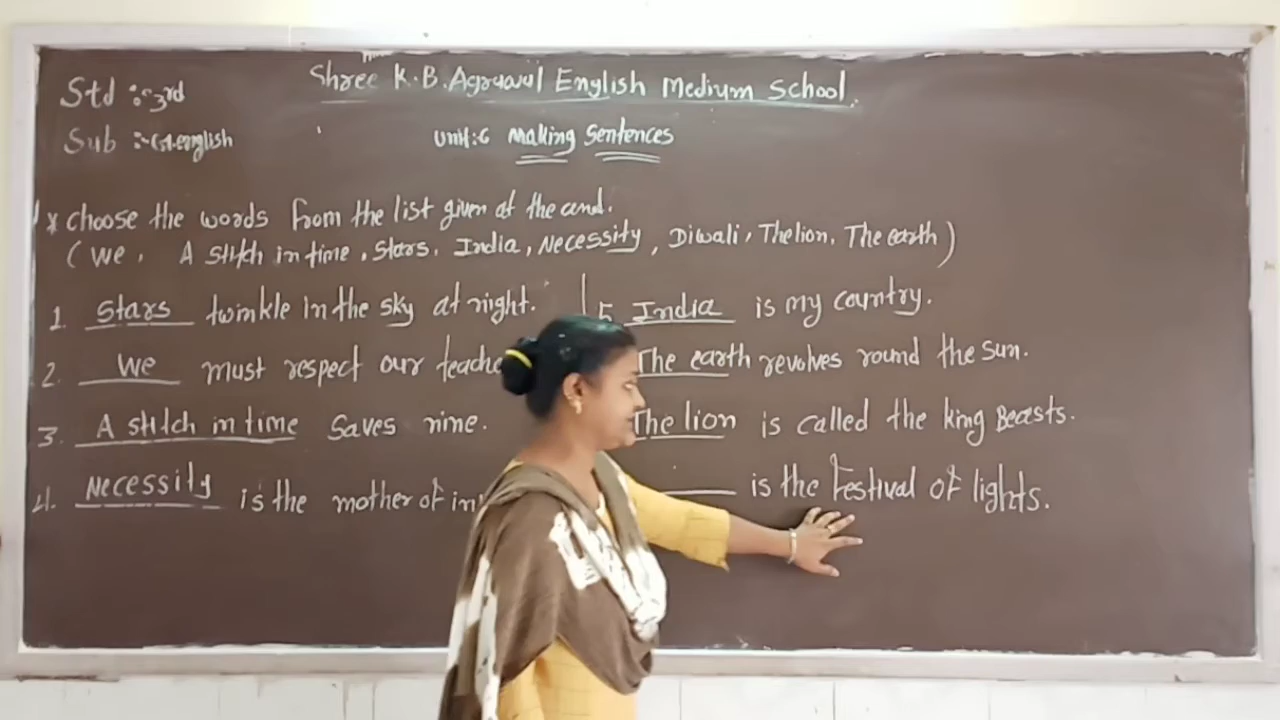 Std :- 3rd
Shree K.B. Agrawal English Medium School.
Sub :- Gr.english
Unit:6 Making Sentences
* choose the words from the list given at the end.
( We, A stitch in time, Stars, India, Necessity, Diwali, The lion, The earth )
1. Stars twinkle in the sky at night.
2. We must respect our teache
3. A stitch in time saves nine.
4. Necessity is the mother of in
5. India is my country.
The earth revolves round the sun.
The lion is called the king Beasts.
____ is the festival of lights.